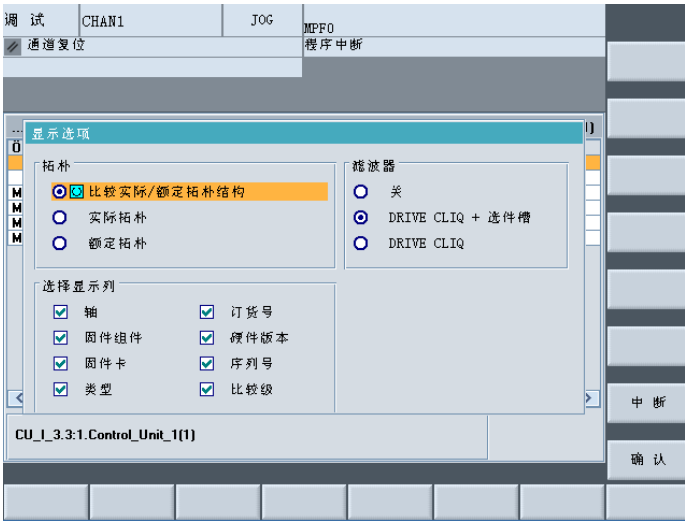 调 试
CHAN1
JOG
MPF0
通道复位
程序中断
...
1)
Ö
显示选项
拓朴
滤波器
比较实际/额定拓朴结构
关
M
实际拓朴
DRIVE CLIQ + 选件槽
M
M
额定拓朴
DRIVE CLIQ
M
选择显示列
轴
订货号
固件组件
硬件版本
固件卡
序列号
类型
比较级
中 断
CU_I_3.3:1.Control_Unit_1(1)
确 认